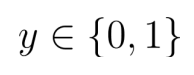 y ∈ {0, 1}